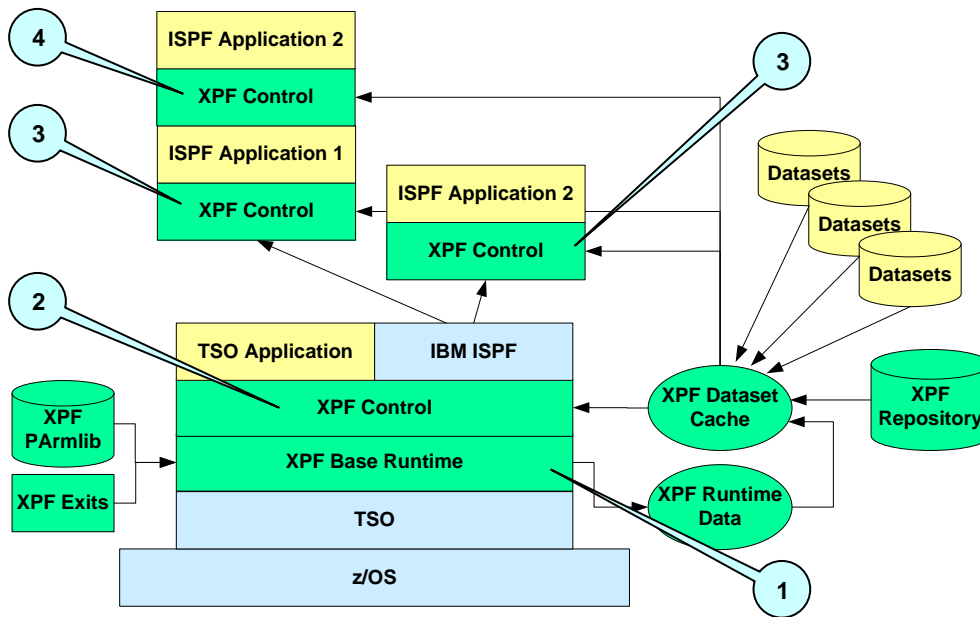 4
ISPF Application 2
XPF Control
3
3
ISPF Application 1
XPF Control
ISPF Application 2
XPF Control
Datasets
Datasets
Datasets
2
TSO Application
IBM ISPF
XPF Control
XPF Dataset
Cache
XPF
Repository
XPF
PArmlib
XPF Base Runtime
XPF Exits
XPF Runtime
Data
TSO
z/OS
1